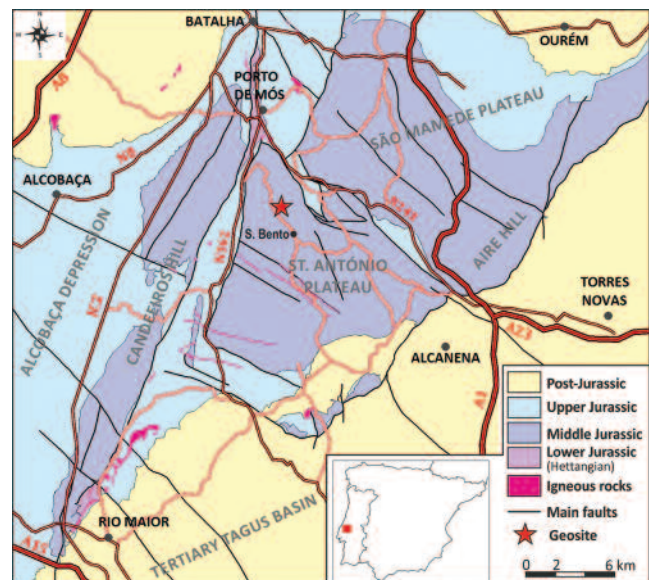 N
W
E
S
BATALHA
OURÉM
A8
PORTO
DE MÓS
SÃO MAMEDE PLATEAU
N8
ALCOBAÇA
S. Bento
ST. ANTÓNIO
PLATEAU
AIRE HILL
ALCOBAÇA DEPRESSION
CANDEEIROS HILL
TORRES
NOVAS
A23
ALCANENA
A1
RIO MAIOR
TERTIARY TAGUS BASIN
A15
Post-Jurassic
Upper Jurassic
Middle Jurassic
Lower Jurassic
(Hettangian)
Igneous rocks
Main faults
Geosite
0 2 6 km